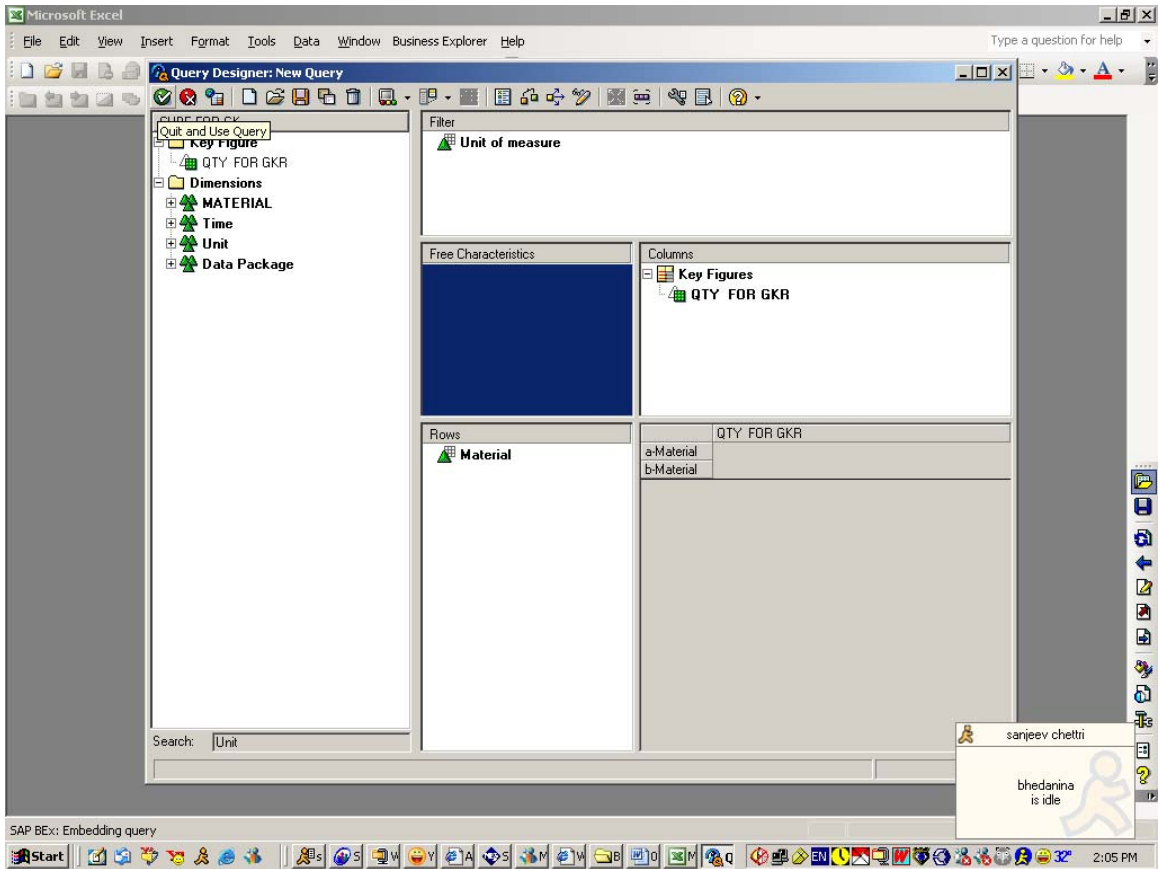 Microsoft Excel
File Edit View Insert Format Tools Data Window Business Explorer Help
Type a question for help
Query Designer: New Query
Quit and Use Query
Key Figure
QTY FOR GKR
Dimensions
MATERIAL
Time
Unit
Data Package
Search: Unit
Filter
Unit of measure
Free Characteristics
Columns
Key Figures
QTY FOR GKR
Rows
Material
QTY FOR GKR
a-Material
b-Material
sanjeev chettri
bhedanina
is idle
SAP BEx: Embedding query
Start
S S W Y A S M W B O M Q EN 32° 2:05 PM